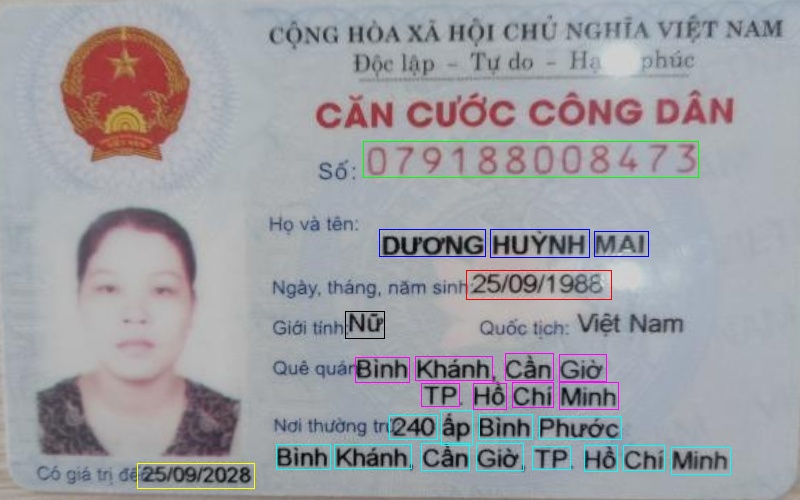 CỘNG HÒA XÃ HỘI CHỦ NGHĨA VIỆT NAM
Độc lập - Tự do - Hạ phúc
CĂN CƯỚC CÔNG DÂN
Số: 079188008473
Họ và tên:
DƯƠNG HUỲNH MAI
Ngày, tháng, năm sinh: 25/09/1988
Giới tính: Nữ Quốc tịch: Việt Nam
Quê quán Bình Khánh, Cần Giờ
TP. Hồ Chí Minh
Nơi thường trú 240 ấp Bình Phước
Bình Khánh, Cần Giờ, TP. Hồ Chí Minh
Có giá trị đế 25/09/2028